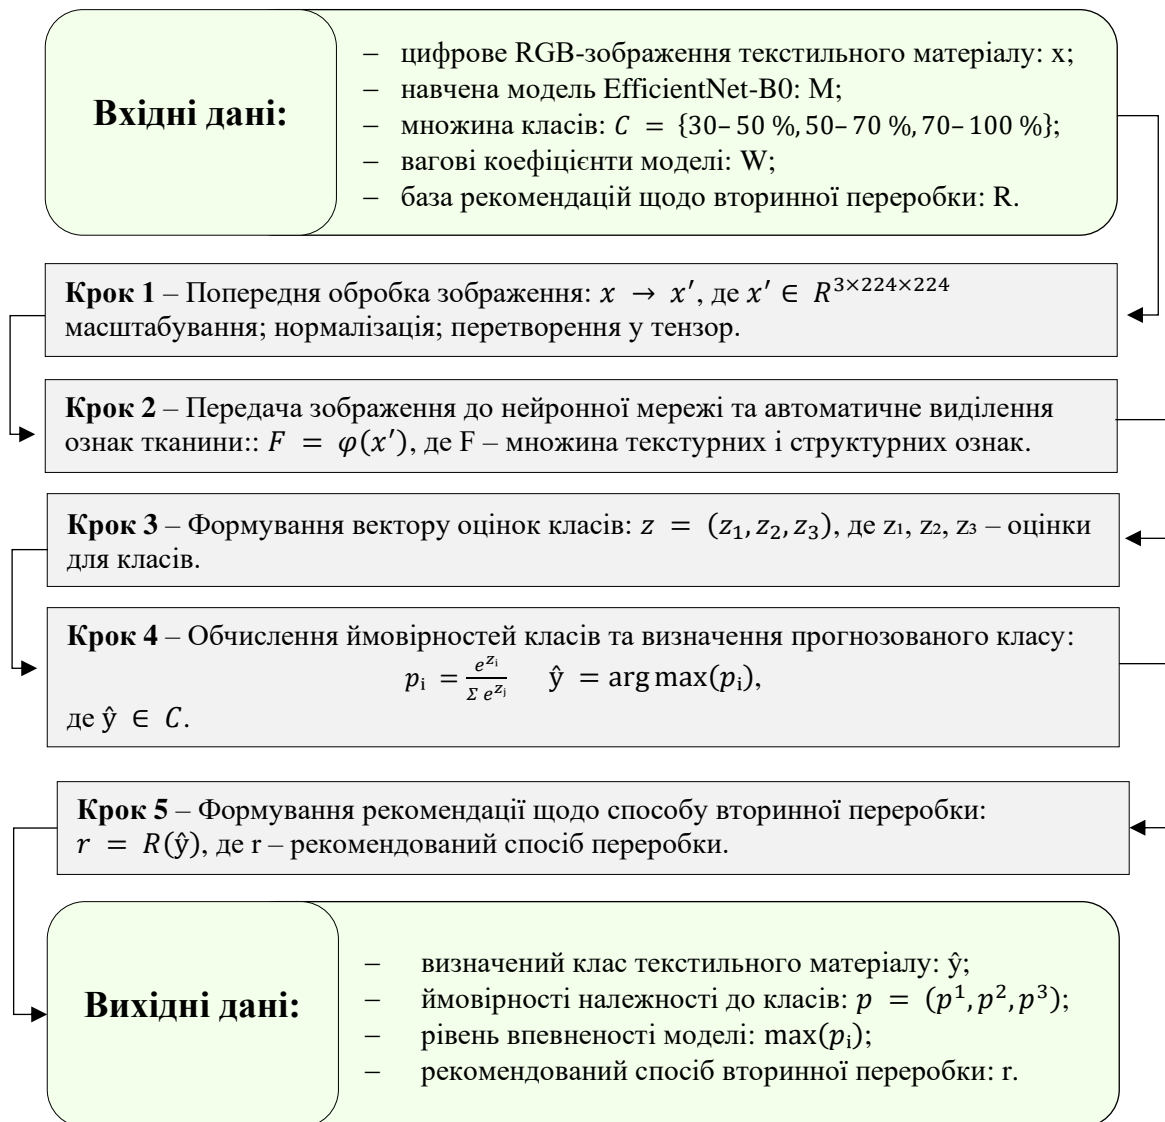 Вхідні дані:
– цифрове RGB-зображення текстильного матеріалу: x;
– навчена модель EfficientNet-B0: M;
– множина класів: C = {30– 50 %, 50– 70 %, 70– 100 %};
– вагові коефіцієнти моделі: W;
– база рекомендацій щодо вторинної переробки: R.
Крок 1 – Попередня обробка зображення: x → x′, де x′ ∈ R^{3×224×224}
масштабування; нормалізація; перетворення у тензор.
Крок 2 – Передача зображення до нейронної мережі та автоматичне виділення
ознак тканини:: F = φ(x′), де F – множина текстурних і структурних ознак.
Крок 3 – Формування вектору оцінок класів: z = (z₁, z₂, z₃), де z₁, z₂, z₃ – оцінки
для класів.
Крок 4 – Обчислення ймовірностей класів та визначення прогнозованого класу:
pᵢ = e^{zᵢ} / Σ e^{zⱼ} ŷ = arg max(pᵢ),
де ŷ ∈ C.
Крок 5 – Формування рекомендації щодо способу вторинної переробки:
r = R(ŷ), де r – рекомендований спосіб переробки.
Вихідні дані:
– визначений клас текстильного матеріалу: ŷ;
– ймовірності належності до класів: p = (p¹, p², p³);
– рівень впевненості моделі: max(pᵢ);
– рекомендований спосіб вторинної переробки: r.